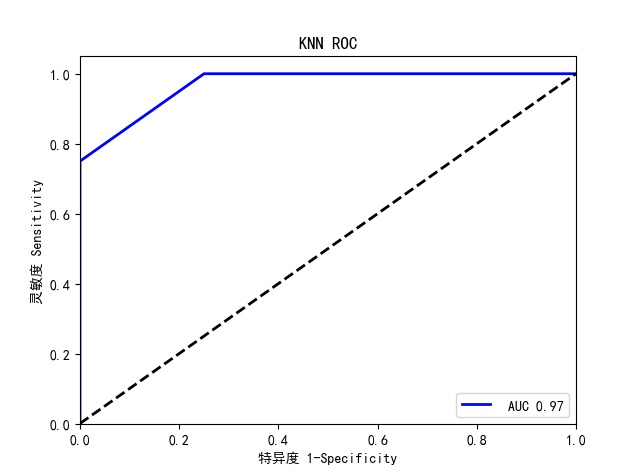 KNN ROC
1.0
0.8
0.6
0.4
0.2
0.0
灵敏度 Sensitivity
AUC 0.97
0.0 0.2 0.4 0.6 0.8 1.0
特异度 1-Specificity